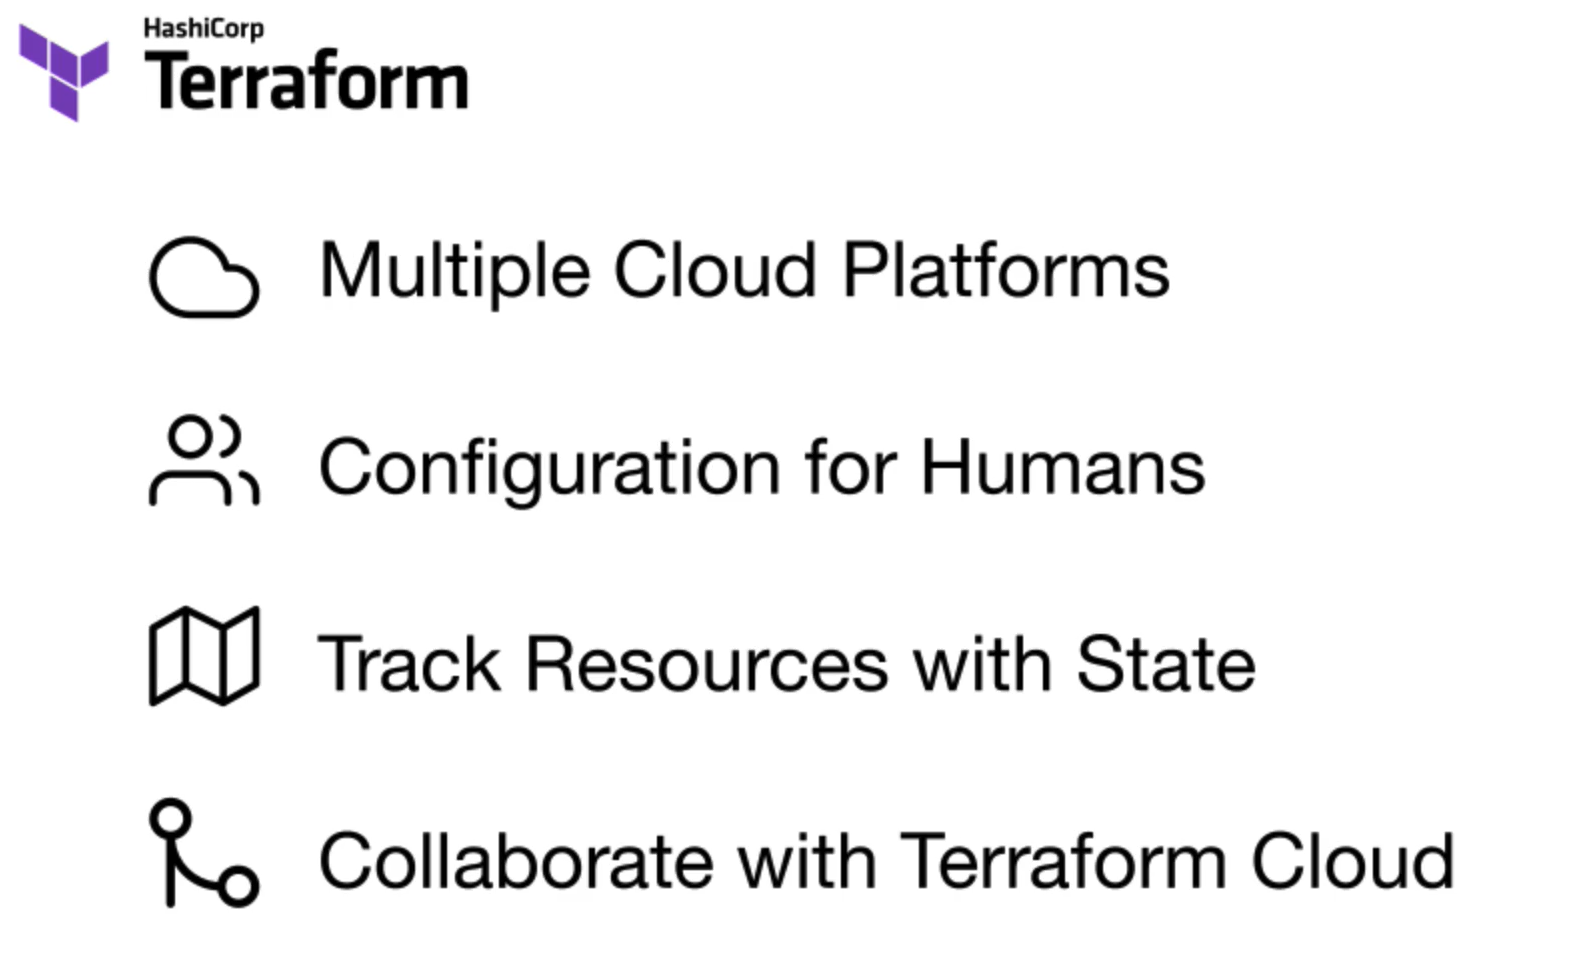 HashiCorp
Terraform
Multiple Cloud Platforms
Configuration for Humans
Track Resources with State
Collaborate with Terraform Cloud